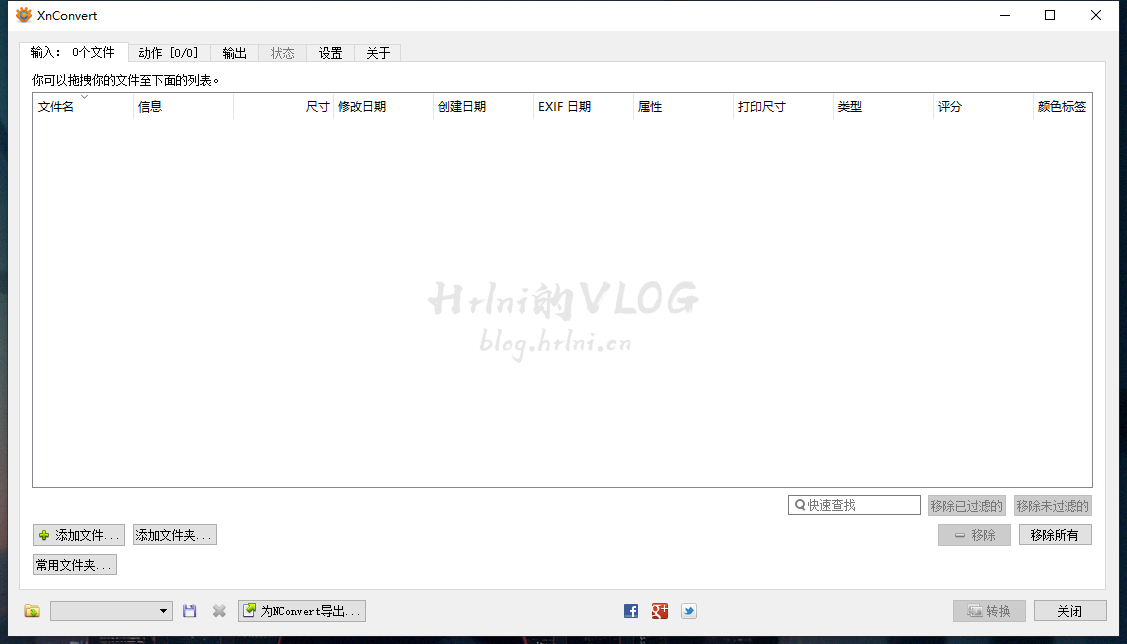 XnConvert
输入： 0个文件 动作 [0/0] 输出 状态 设置 关于
你可以拖拽你的文件至下面的列表。
文件名 信息 尺寸 修改日期 创建日期 EXIF 日期 属性 打印尺寸 类型 评分 颜色标签
Hrlni的VLOG
blog.hrlni.cn
快速查找 移除已过滤的 移除未过滤的
添加文件... 添加文件夹... 移除 移除所有
常用文件夹...
为NConvert导出... 转换 关闭